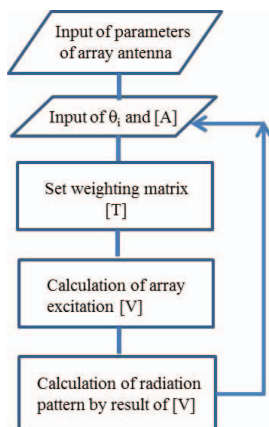 Input of parameters
of array antenna
Input of θi and [A]
Set weighting matrix
[T]
Calculation of array
excitation [V]
Calculation of radiation
pattern by result of [V]